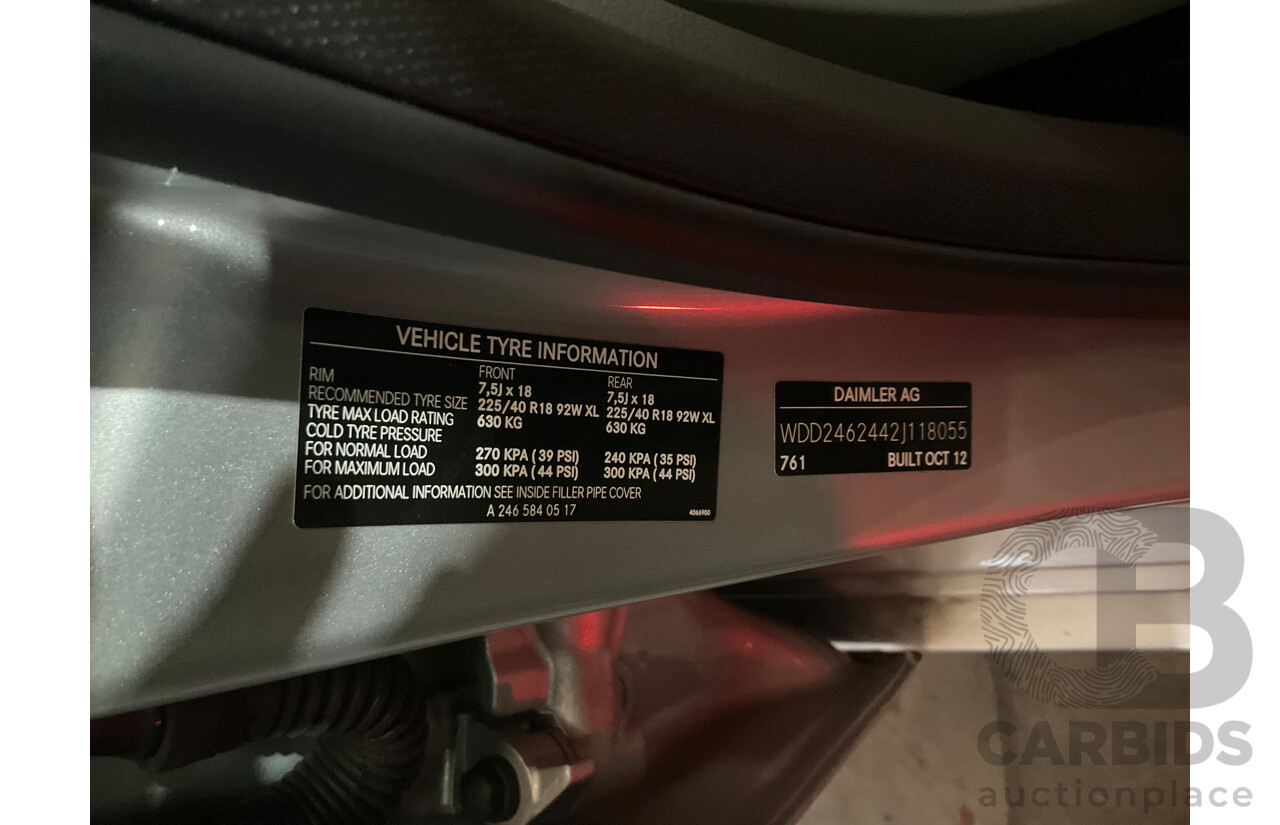 VEHICLE TYRE INFORMATION
FRONT REAR
RIM 7,5J x 18 7,5J x 18
RECOMMENDED TYRE SIZE 225/40 R18 92W XL 225/40 R18 92W XL
TYRE MAX LOAD RATING 630 KG 630 KG
COLD TYRE PRESSURE
FOR NORMAL LOAD 270 KPA ( 39 PSI) 240 KPA ( 35 PSI)
FOR MAXIMUM LOAD 300 KPA ( 44 PSI) 300 KPA ( 44 PSI)
FOR ADDITIONAL INFORMATION SEE INSIDE FILLER PIPE COVER
A 246 584 05 17
4066900
DAIMLER AG
WDD2462442J118055
761 BUILT OCT 12
CB
CARBIDS
auctionplace